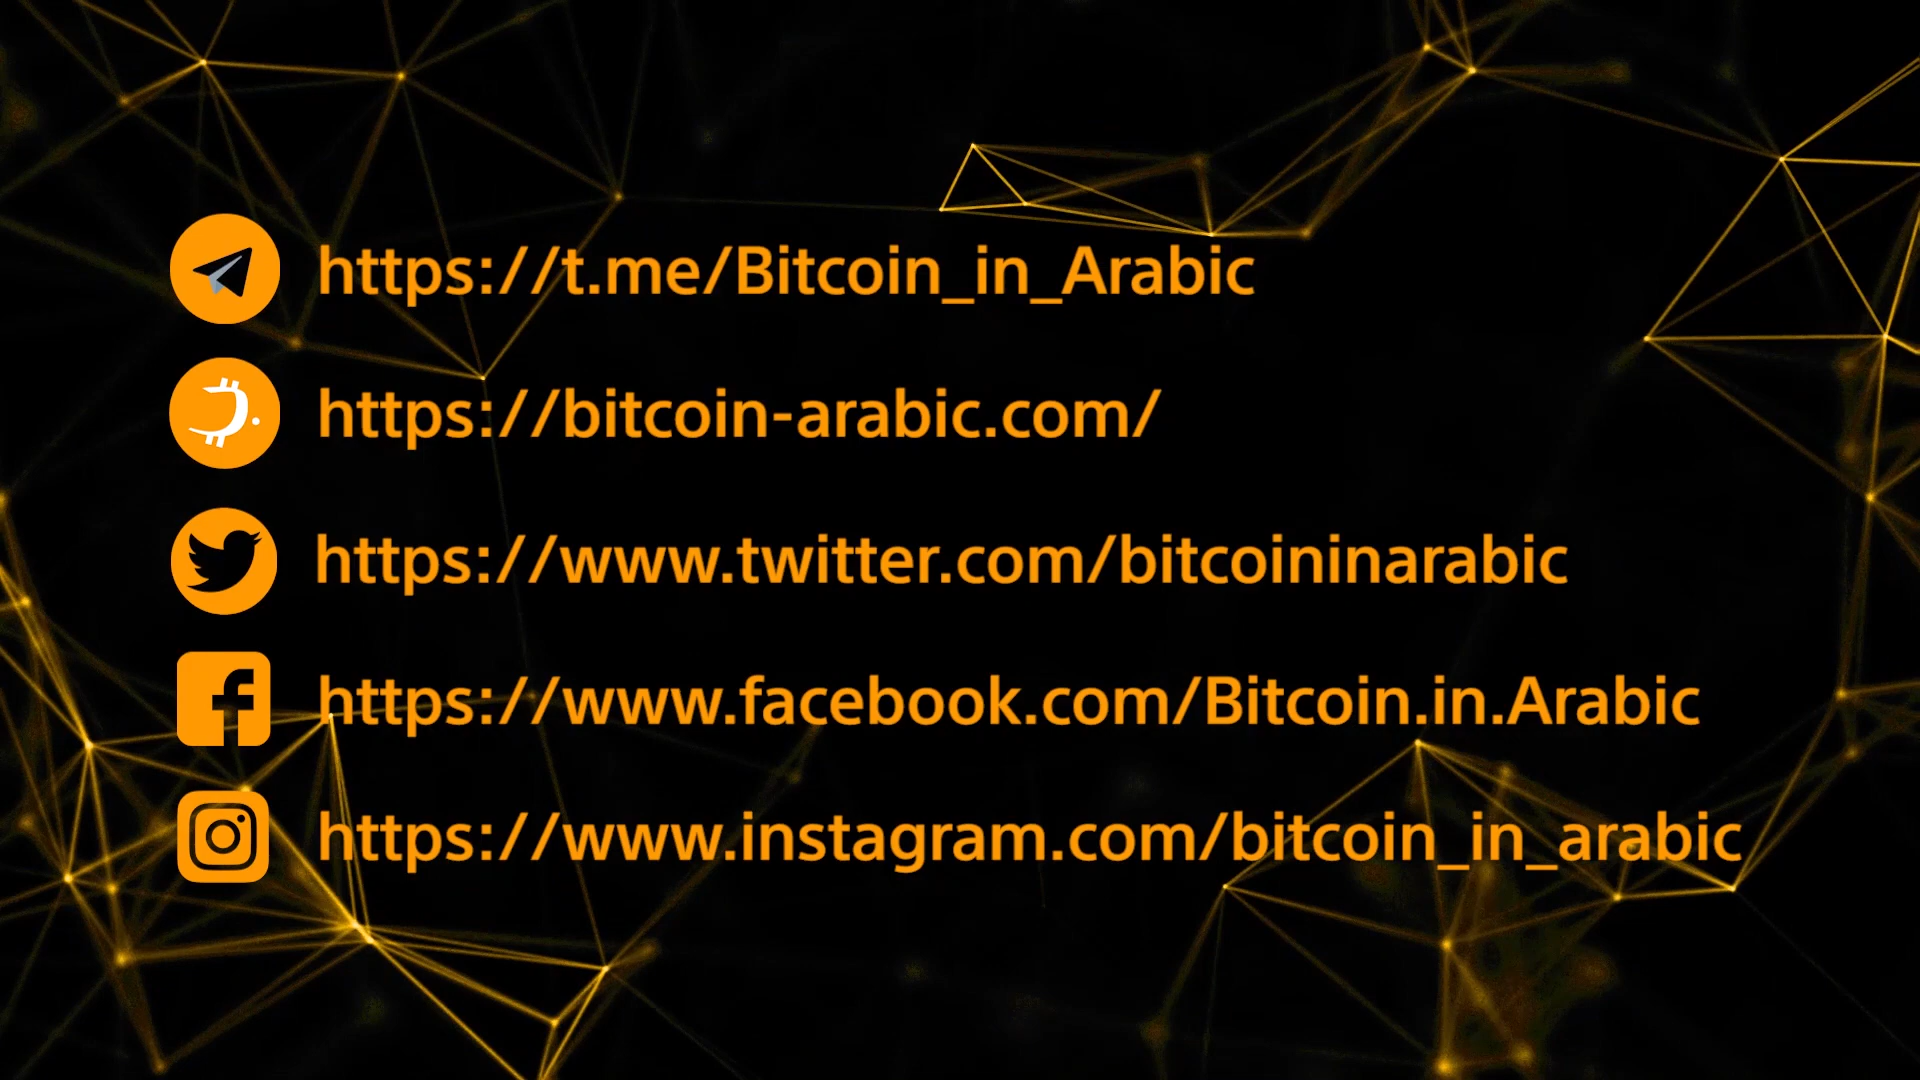 https://t.me/Bitcoin_in_Arabic
https://bitcoin-arabic.com/
https://www.twitter.com/bitcoininarabic
https://www.facebook.com/Bitcoin.in.Arabic
https://www.instagram.com/bitcoin_in_arabic